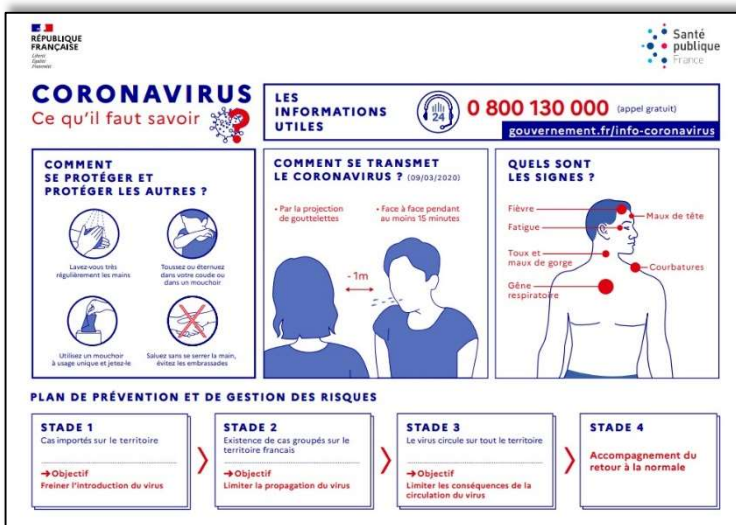 RÉPUBLIQUE
FRANÇAISE
Liberté
Égalité
Fraternité
Santé
publique
France
CORONAVIRUS
Ce qu'il faut savoir
?
LES
INFORMATIONS
UTILES
24
0 800 130 000 (appel gratuit)
gouvernement.fr/info-coronavirus
COMMENT
SE PROTÉGER ET
PROTÉGER LES AUTRES ?
Lavez-vous très
régulièrement les mains
Toussez ou éternuez
dans votre coude ou
dans un mouchoir
Utilisez un mouchoir
à usage unique et jetez-le
Saluez sans se serrer la main,
évitez les embrassades
COMMENT SE TRANSMET
LE CORONAVIRUS ? (09/03/2020)
• Par la projection
de gouttelettes
• Face à face pendant
au moins 15 minutes
- 1m
QUELS SONT
LES SIGNES ?
Fièvre
Maux de tête
Fatigue
Toux et
maux de gorge
Courbatures
Gêne
respiratoire
PLAN DE PRÉVENTION ET DE GESTION DES RISQUES
STADE 1
Cas importés sur le territoire
→Objectif
Freiner l'introduction du virus
STADE 2
Existence de cas groupés sur le
territoire francais
→Objectif
Limiter la propagation du virus
STADE 3
Le virus circule sur tout le territoire
→Objectif
Limiter les conséquences de la
circulation du virus
STADE 4
Accompagnement du
retour à la normale